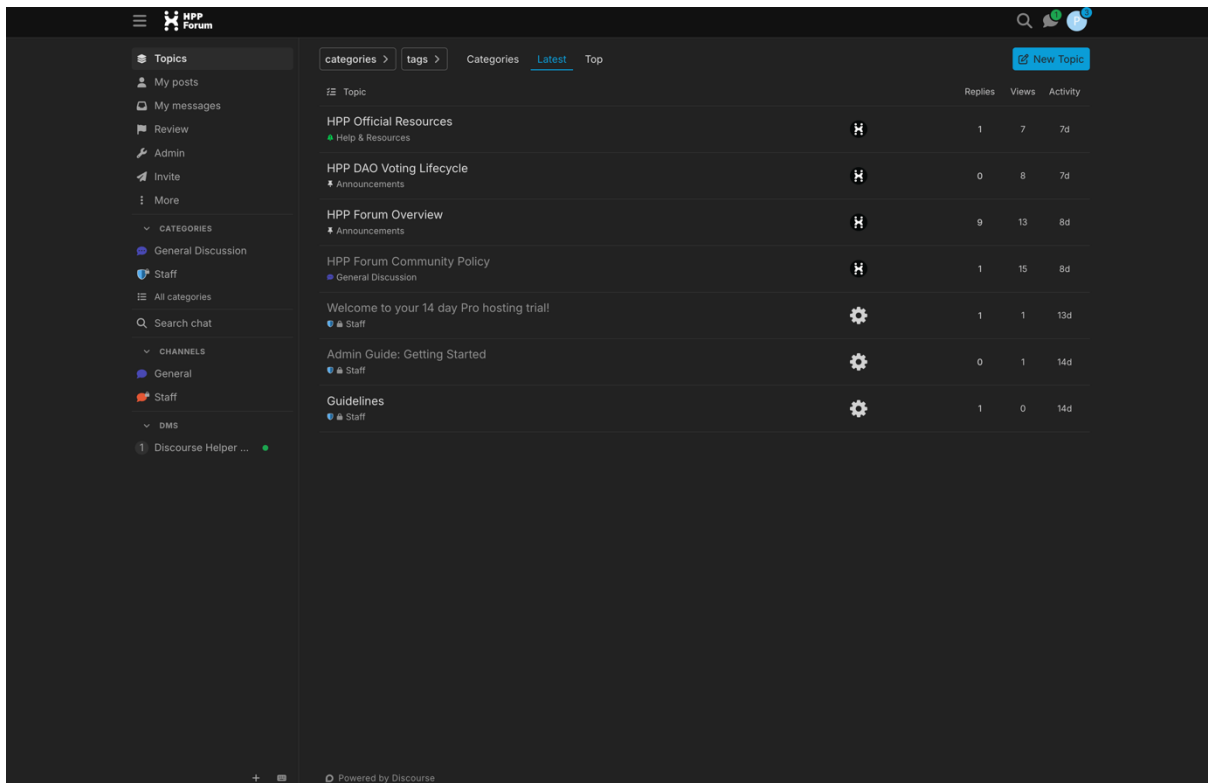 HPP
Forum
1
P
3
Topics
My posts
My messages
Review
Admin
Invite
More
CATEGORIES
General Discussion
Staff
All categories
Search chat
CHANNELS
General
Staff
DMS
1 Discourse Helper ...
categories > tags > Categories Latest Top New Topic
Topic Replies Views Activity
HPP Official Resources 1 7 7d
Help & Resources
HPP DAO Voting Lifecycle 0 8 7d
Announcements
HPP Forum Overview 9 13 8d
Announcements
HPP Forum Community Policy 1 15 8d
General Discussion
Welcome to your 14 day Pro hosting trial! 1 1 13d
Staff
Admin Guide: Getting Started 0 1 14d
Staff
Guidelines 1 0 14d
Staff
Powered by Discourse